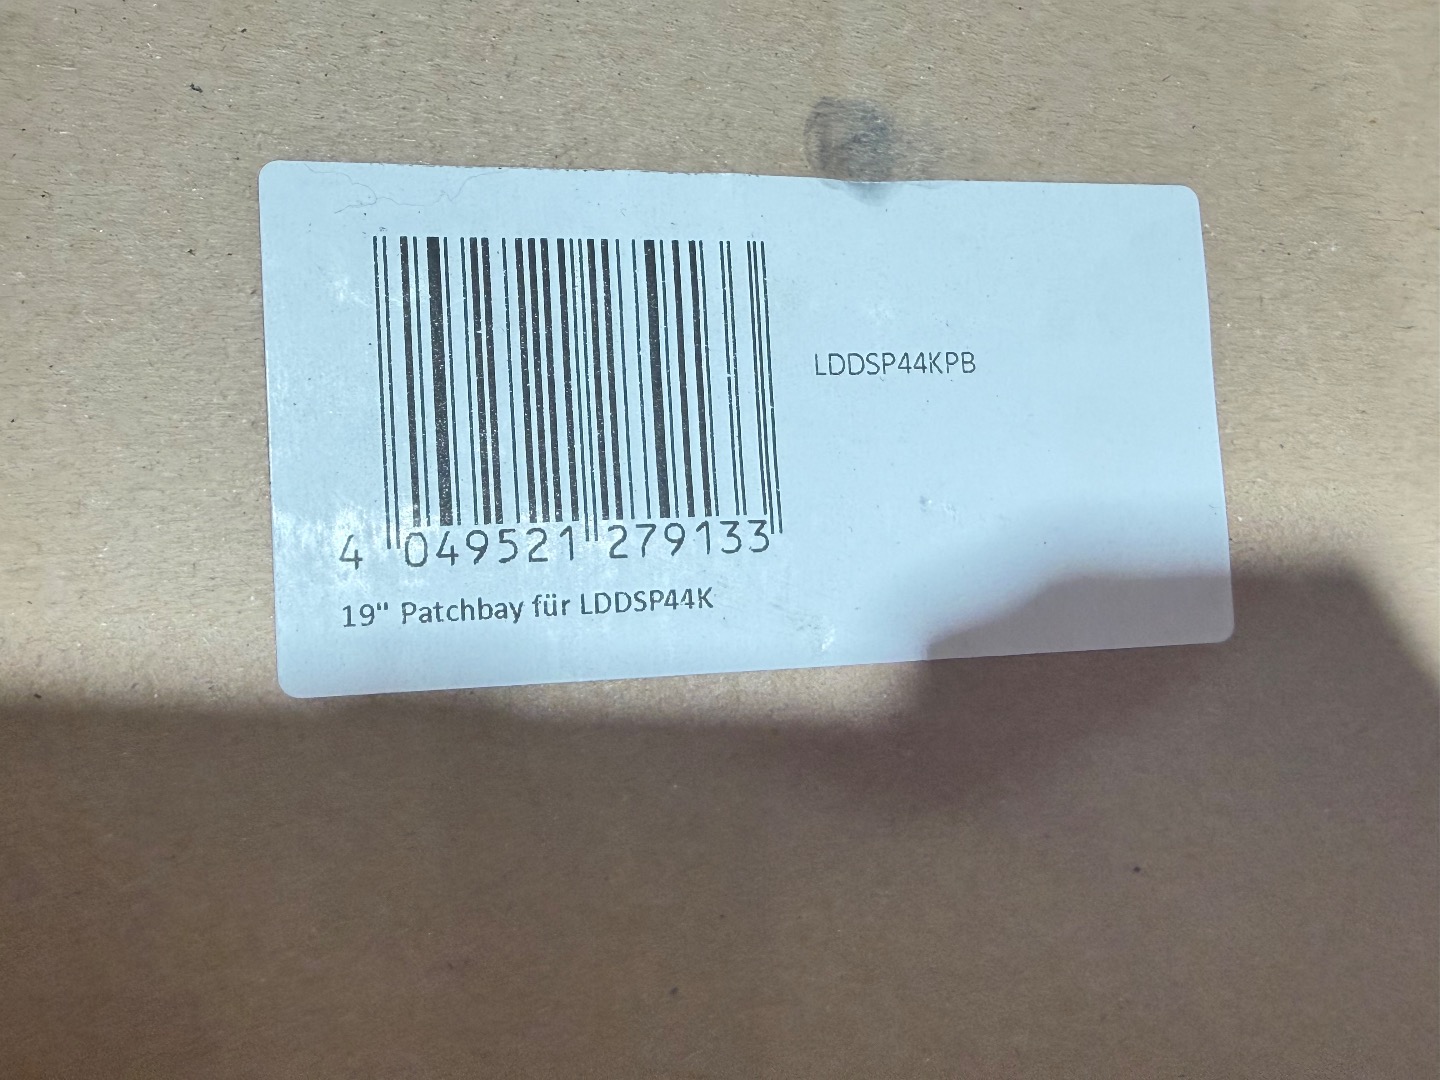 LDDSP44KPB
4 049521 279133
19" Patchbay für LDDSP44K